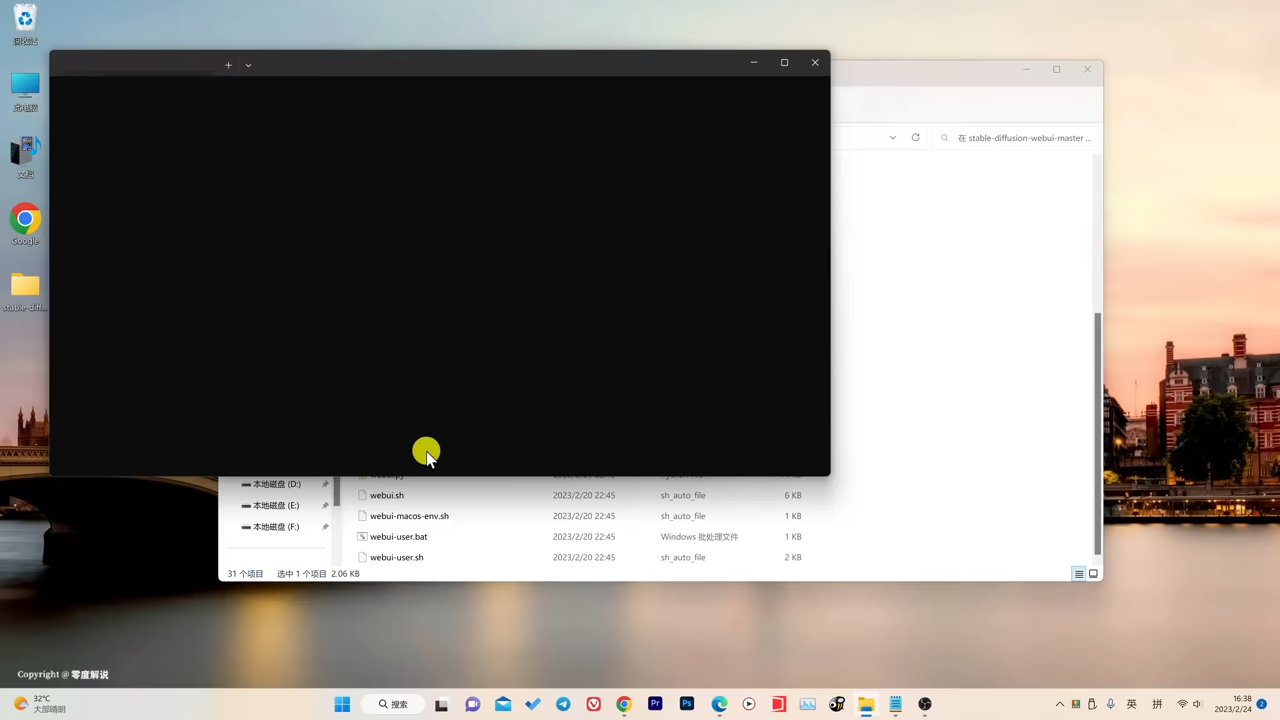 回收站
此电脑
文档
Google
stable-diff...
在 stable-diffusion-webui-master ...
本地磁盘 (D:)
本地磁盘 (E:)
本地磁盘 (F:)
webui.sh 2023/2/20 22:45 sh_auto_file 6 KB
webui-macos-env.sh 2023/2/20 22:45 sh_auto_file 1 KB
webui-user.bat 2023/2/20 22:45 Windows 批处理文件 1 KB
webui-user.sh 2023/2/20 22:45 sh_auto_file 2 KB
31 个项目 选中 1 个项目 2.06 KB
Copyright @ 零度解说
32°C
大部晴朗
搜索
Pr
Ps
英
拼
16:38
2023/2/24
2